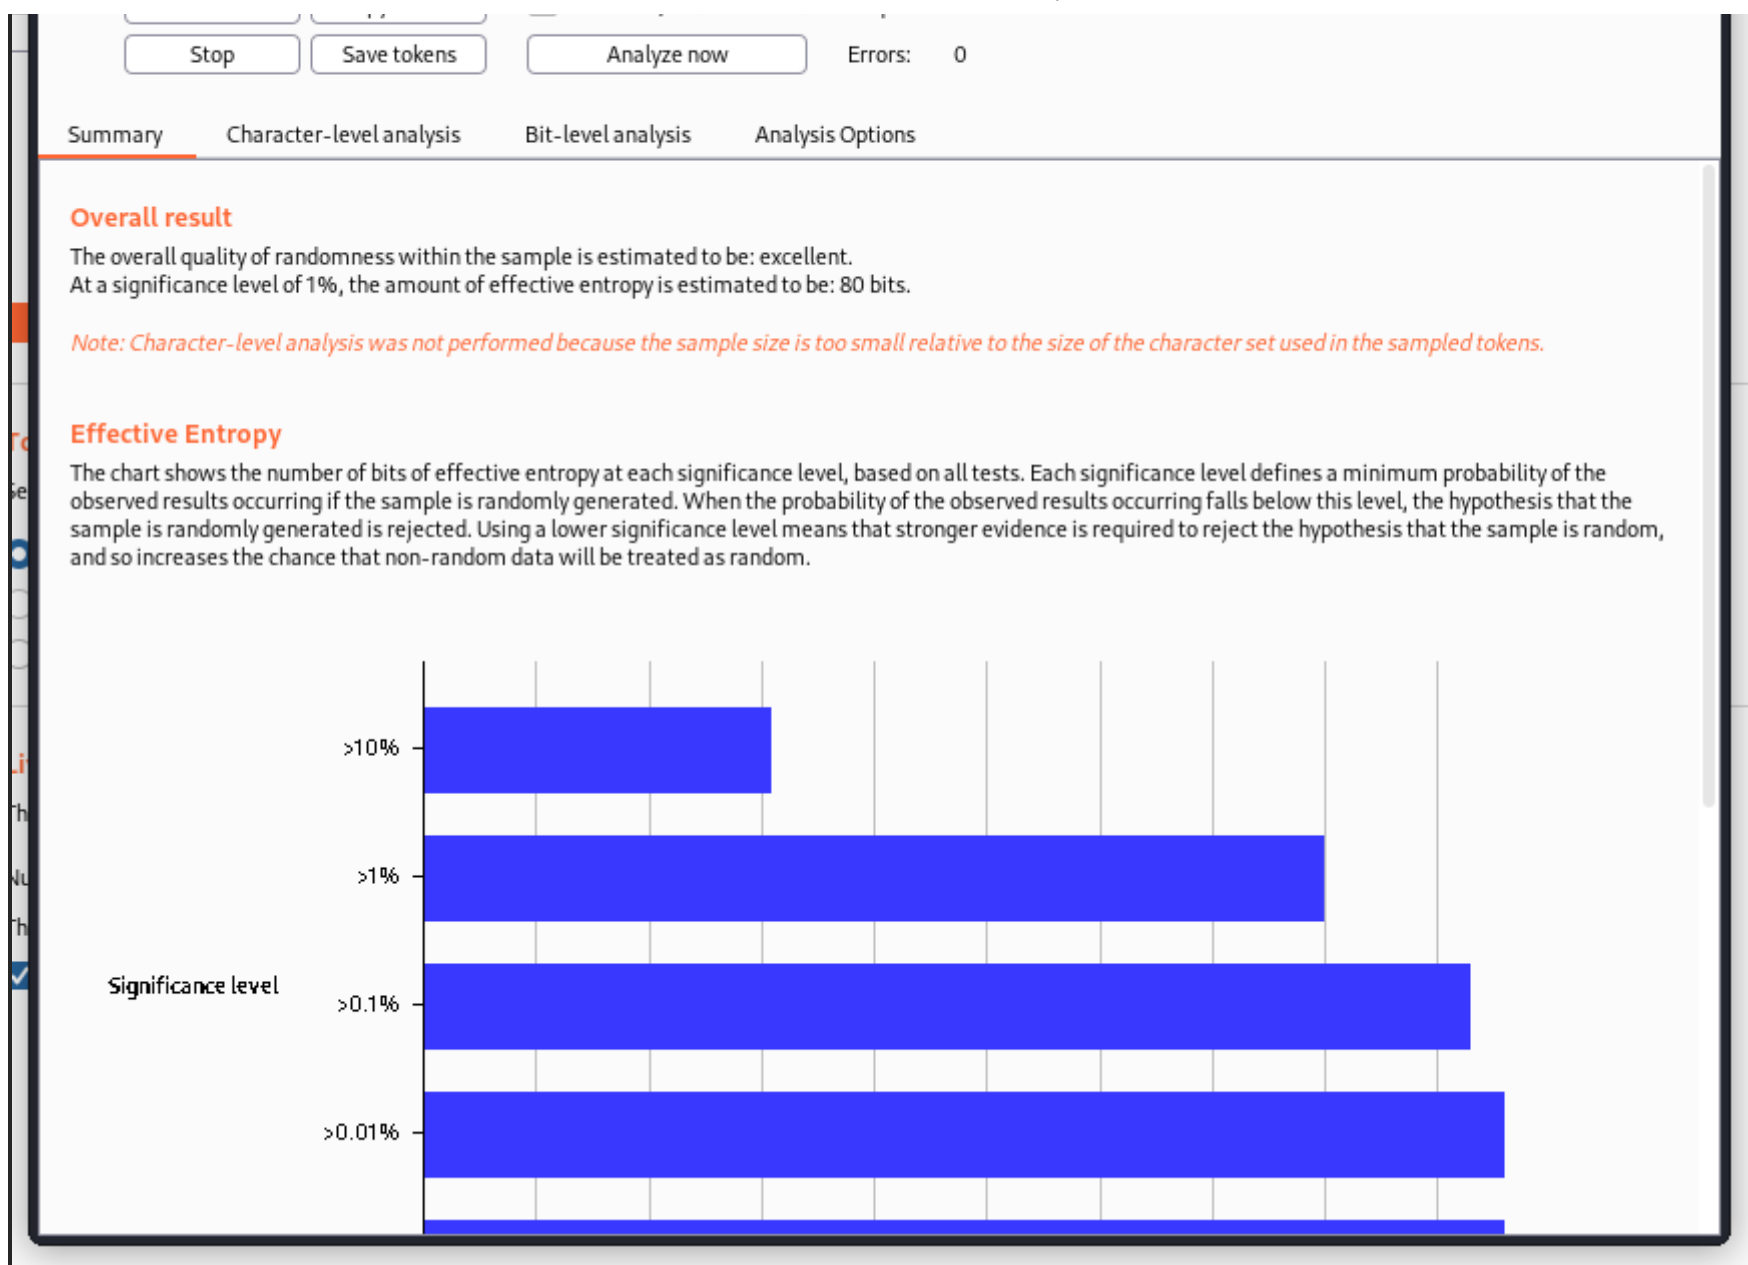 Stop
Save tokens
Analyze now
Errors: 0
Summary
Character-level analysis
Bit-level analysis
Analysis Options
Overall result
The overall quality of randomness within the sample is estimated to be: excellent.
At a significance level of 1%, the amount of effective entropy is estimated to be: 80 bits.
Note: Character-level analysis was not performed because the sample size is too small relative to the size of the character set used in the sampled tokens.
Effective Entropy
The chart shows the number of bits of effective entropy at each significance level, based on all tests. Each significance level defines a minimum probability of the
observed results occurring if the sample is randomly generated. When the probability of the observed results occurring falls below this level, the hypothesis that the
sample is randomly generated is rejected. Using a lower significance level means that stronger evidence is required to reject the hypothesis that the sample is random,
and so increases the chance that non-random data will be treated as random.
>10%
>1%
Significance level
>0.1%
>0.01%